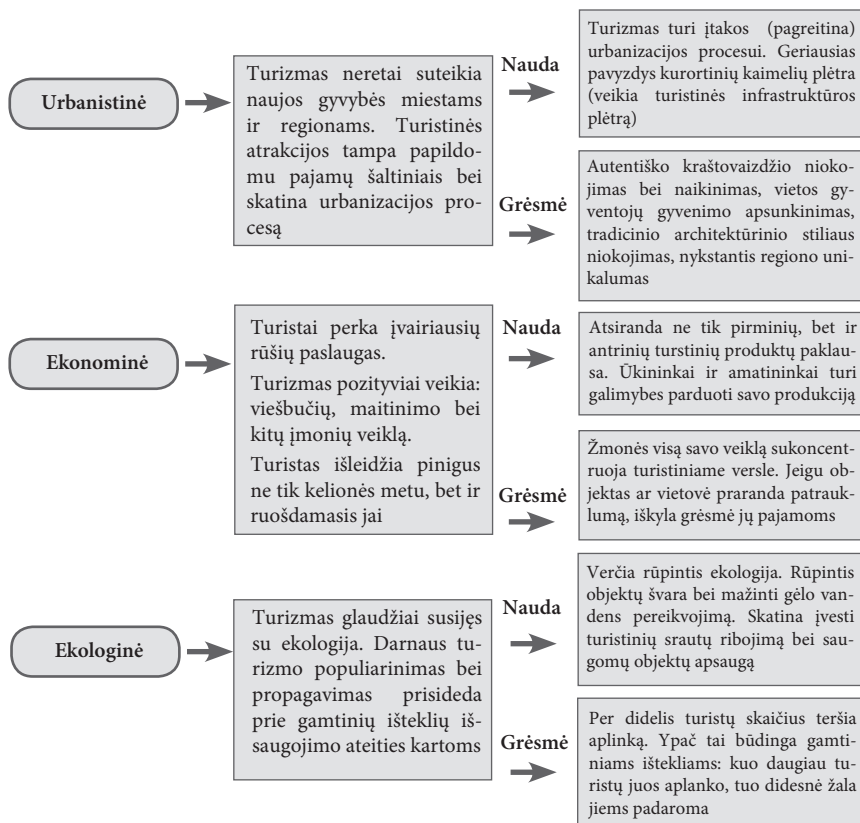 Urbanistinė
Turizmas neretai suteikia
naujos gyvybės miestams
ir regionams. Turistinės
atrakcijos tampa papildo-
mu pajamų šaltiniais bei
skatina urbanizacijos pro-
cesą
Nauda
Turizmas turi įtakos (pagreitina)
urbanizacijos procesui. Geriausias
pavyzdys kurortinių kaimelių plėtra
(veikia turistinės infrastruktūros
plėtrą)
Grėsmė
Autentiško kraštovaizdžio nioko-
jimas bei naikinimas, vietos gy-
ventojų gyvenimo apsunkinimas,
tradicinio architektūrinio stiliaus
niokojimas, nykstantis regiono uni-
kalumas
Ekonominė
Turistai perka įvairiausių
rūšių paslaugas.
Turizmas pozityviai veikia:
viešbučių, maitinimo bei
kitų įmonių veiklą.
Turistas išleidžia pinigus
ne tik kelionės metu, bet ir
ruošdamasis jai
Nauda
Atsiranda ne tik pirminių, bet ir
antrinių turstinių produktų paklau-
sa. Ūkininkai ir amatininkai turi
galimybes parduoti savo produkciją
Grėsmė
Žmonės visą savo veiklą sukoncent-
ruoja turistiniame versle. Jeigu ob-
jektas ar vietovė praranda patrauk-
lumą, iškyla grėsmė jų pajamoms
Ekologinė
Turizmas glaudžiai susijęs
su ekologija. Darnaus tu-
rizmo populiarinimas bei
propagavimas prisideda
prie gamtinių išteklių iš-
saugojimo ateities kartoms
Nauda
Verčia rūpintis ekologija. Rūpintis
objektų švara bei mažinti gėlo van-
dens pereikvojimą. Skatina įvesti
turistinių srautų ribojimą bei sau-
gomų objektų apsaugą
Grėsmė
Per didelis turistų skaičius teršia
aplinką. Ypač tai būdinga gamti-
niams ištekliams: kuo daugiau tu-
ristų juos aplanko, tuo didesnė žala
jiems padaroma